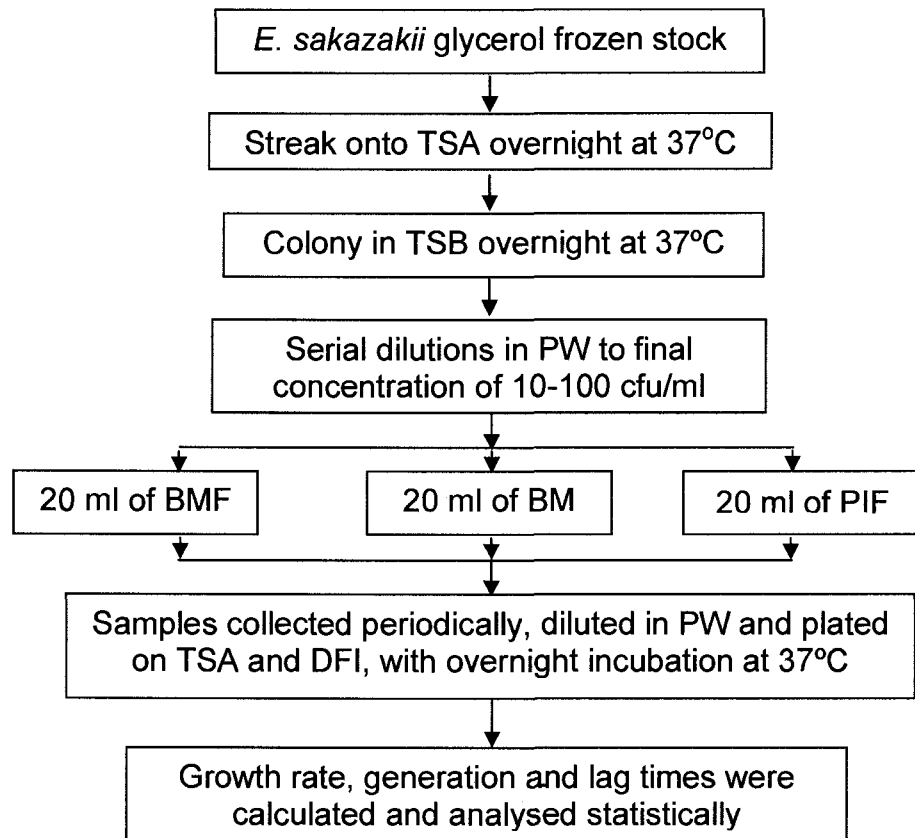 E. sakazakii glycerol frozen stock
Streak onto TSA overnight at 37°C
Colony in TSB overnight at 37ºC
Serial dilutions in PW to final
concentration of 10-100 cfu/ml
20 ml of BMF
20 ml of BM
20 ml of PIF
Samples collected periodically, diluted in PW and plated
on TSA and DFI, with overnight incubation at 37ºC
Growth rate, generation and lag times were
calculated and analysed statistically